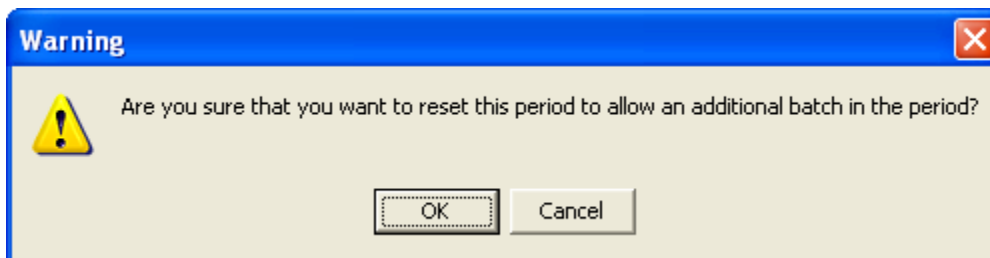 Warning
Are you sure that you want to reset this period to allow an additional batch in the period?
OK
Cancel